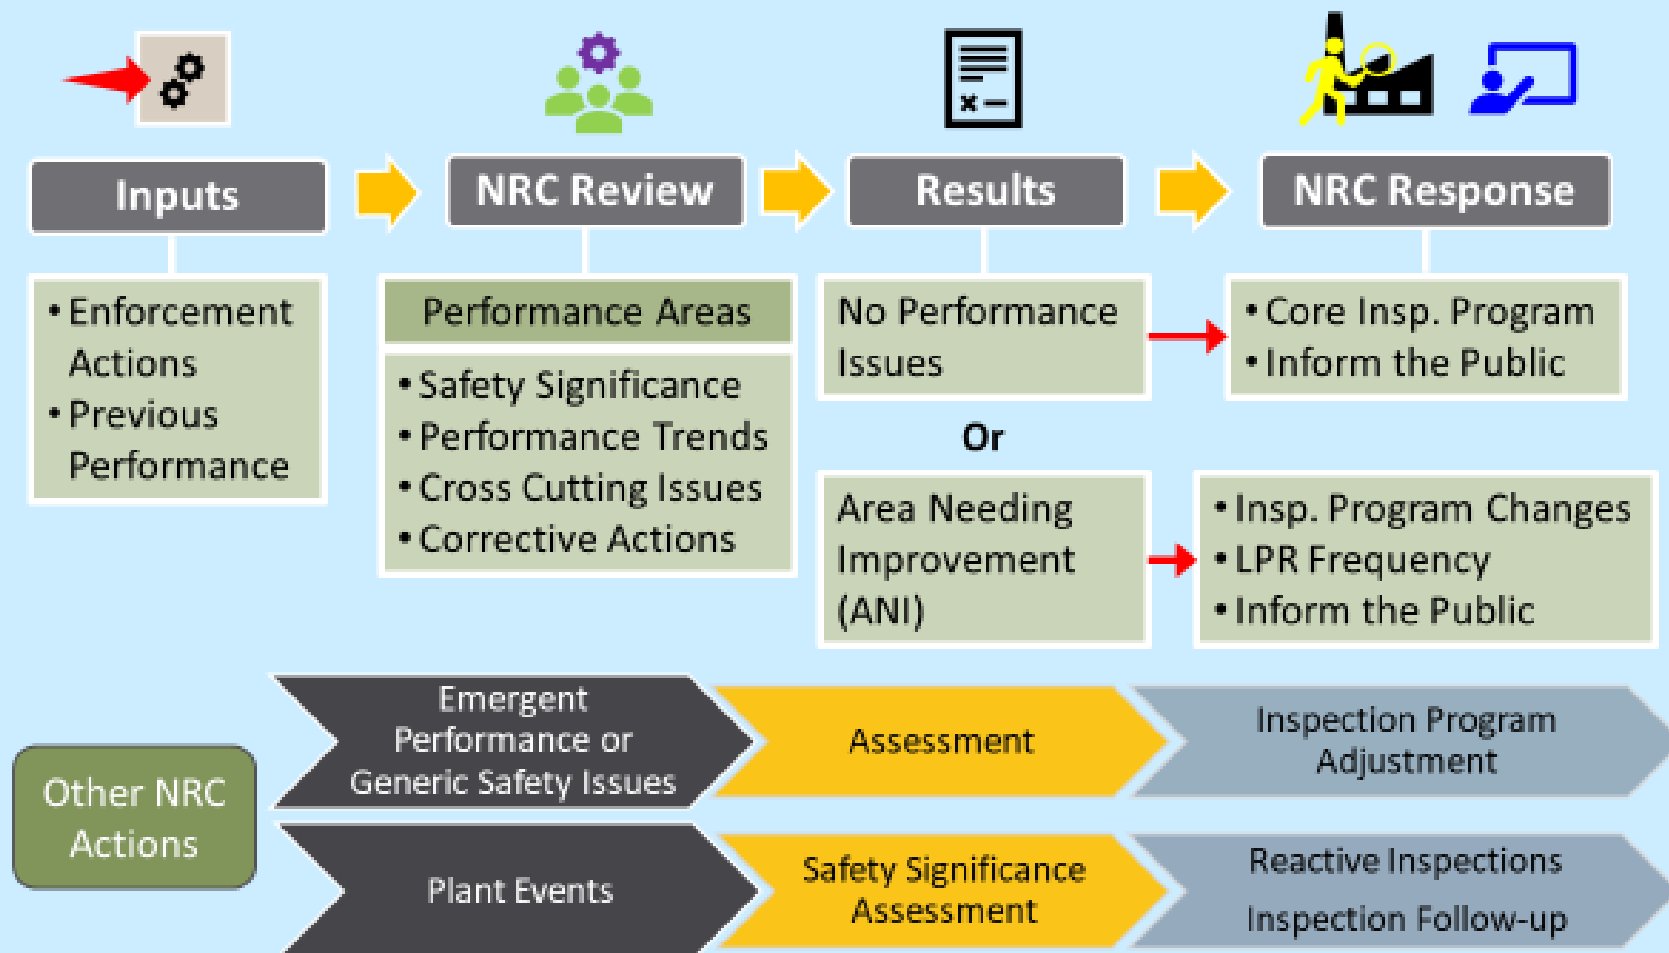 Inputs
NRC Review
Results
NRC Response
• Enforcement
Actions
• Previous
Performance
Performance Areas
• Safety Significance
• Performance Trends
• Cross Cutting Issues
• Corrective Actions
No Performance
Issues
Or
Area Needing
Improvement
(ANI)
• Core Insp. Program
• Inform the Public
• Insp. Program Changes
• LPR Frequency
• Inform the Public
Other NRC
Actions
Emergent
Performance or
Generic Safety Issues
Assessment
Inspection Program
Adjustment
Plant Events
Safety Significance
Assessment
Reactive Inspections
Inspection Follow-up